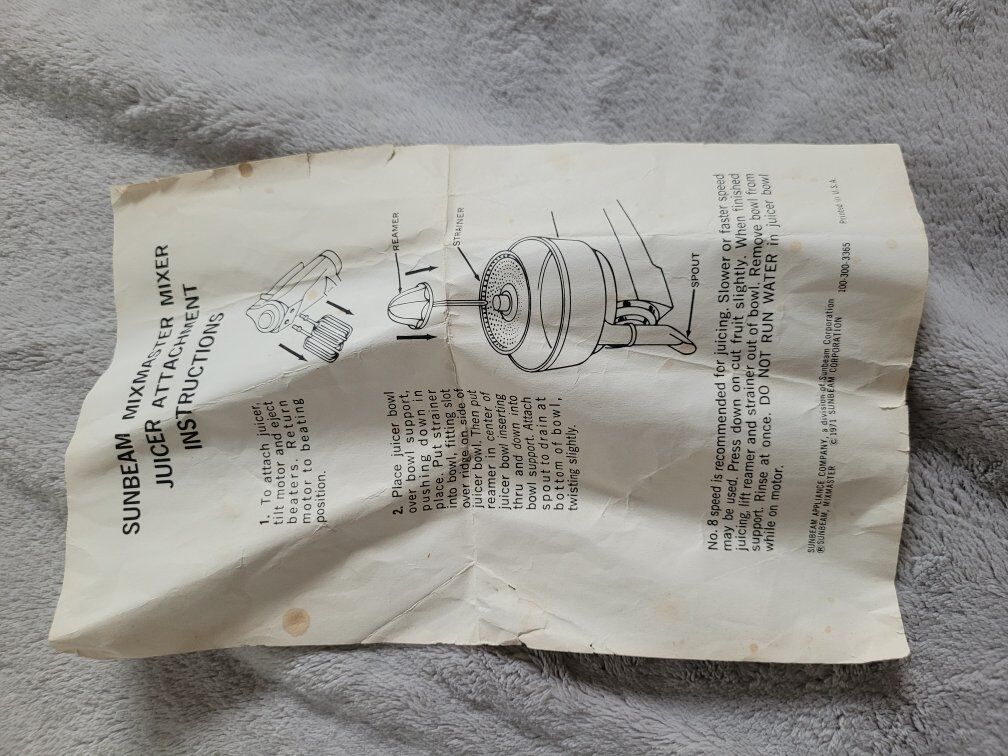 SUNBEAM MIXMASTER MIXER
JUICER ATTACHMENT
INSTRUCTIONS
1. To attach juicer,
tilt motor and eject
beaters. Return
motor to beating
position.
REAMER
STRAINER
2. Place juicer bowl
over bowl support,
pushing down in
place. Put strainer
into bowl, fitting slot
over ridge on side of
juicer bowl. Then put
reamer in center of
juicer bowl inserting
thru and down into
bowl support. Attach
spout to drain at
bottom of bowl,
twisting slightly.
SPOUT
No. 8 speed is recommended for juicing. Slower or faster speed
may be used. Press down on cut fruit slightly. When finished
juicing, lift reamer and strainer out of bowl. Remove bowl from
support. Rinse at once. DO NOT RUN WATER in juicer bowl
while on motor.
SUNBEAM APPLIANCE COMPANY, a division of Sunbeam Corporation
®SUNBEAM, MIXMASTER © 1971 SUNBEAM CORPORATION 100-300-3365 Printed in U.S.A.